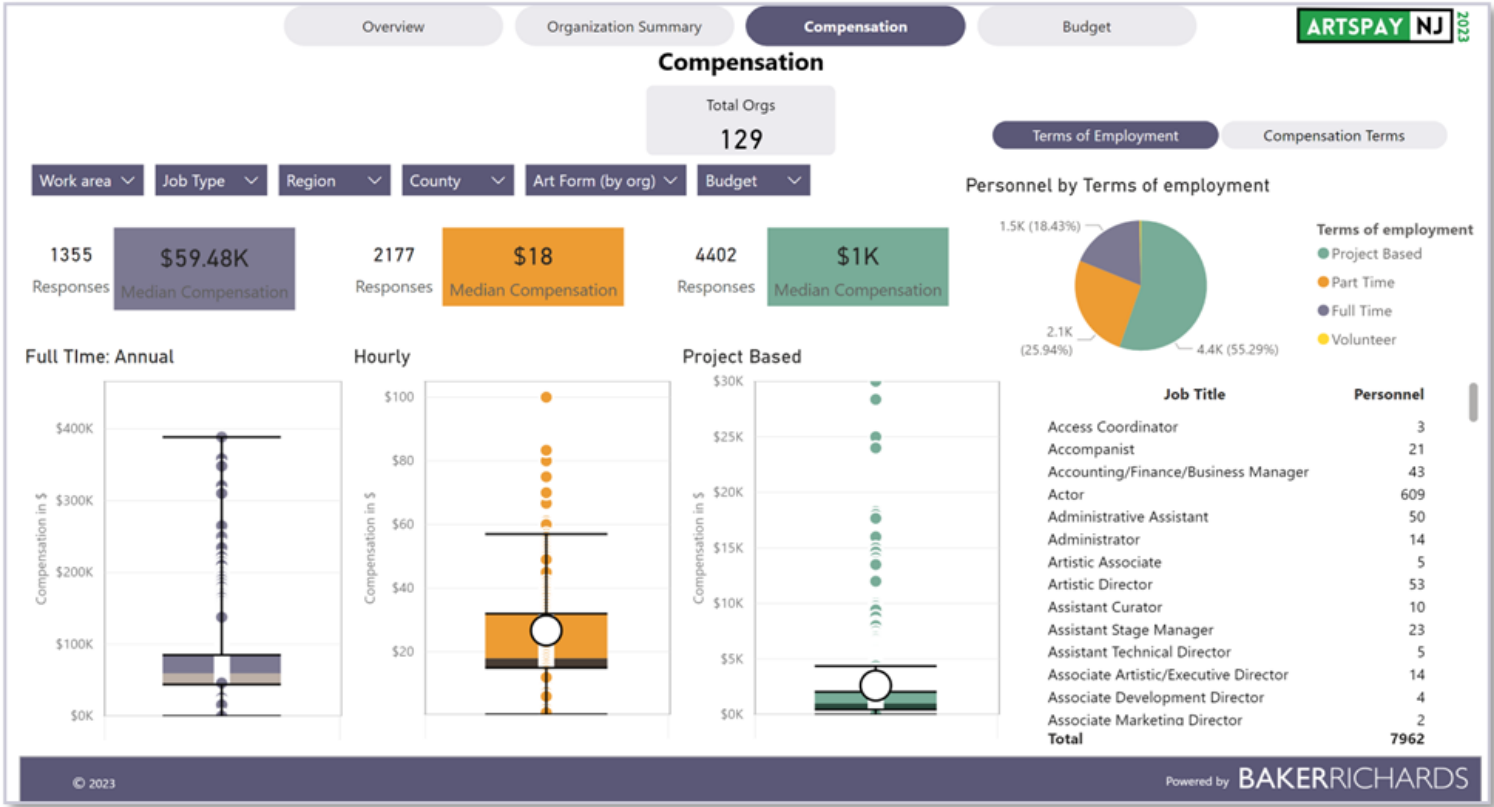 Overview
Organization Summary
Compensation
Budget
ARTSPAY NJ 2023
Compensation
Total Orgs
129
Terms of Employment
Compensation Terms
Work area
Job Type
Region
County
Art Form (by org)
Budget
Personnel by Terms of employment
1355
Responses
$59.48K
Median Compensation
2177
Responses
$18
Median Compensation
4402
Responses
$1K
Median Compensation
1.5K (18.43%)
2.1K
(25.94%)
4.4K (55.29%)
Terms of employment
Project Based
Part Time
Full Time
Volunteer
Full TIme: Annual
Compensation in $
$400K
$300K
$200K
$100K
$0K
Hourly
Compensation in $
$100
$80
$60
$40
$20
Project Based
Compensation in $
$30K
$25K
$20K
$15K
$10K
$5K
$0K
Job Title Personnel
Access Coordinator 3
Accompanist 21
Accounting/Finance/Business Manager 43
Actor 609
Administrative Assistant 50
Administrator 14
Artistic Associate 5
Artistic Director 53
Assistant Curator 10
Assistant Stage Manager 23
Assistant Technical Director 5
Associate Artistic/Executive Director 14
Associate Development Director 4
Associate Marketing Director 2
Total 7962
© 2023
Powered by BAKERRICHARDS